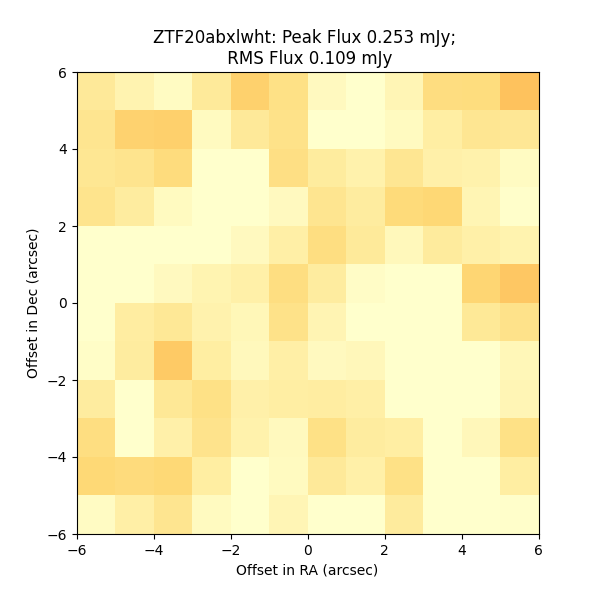 ZTF20abxlwht: Peak Flux 0.253 mJy;
RMS Flux 0.109 mJy
6
4
2
0
−2
−4
−6
Offset in Dec (arcsec)
−6 −4 −2 0 2 4 6
Offset in RA (arcsec)